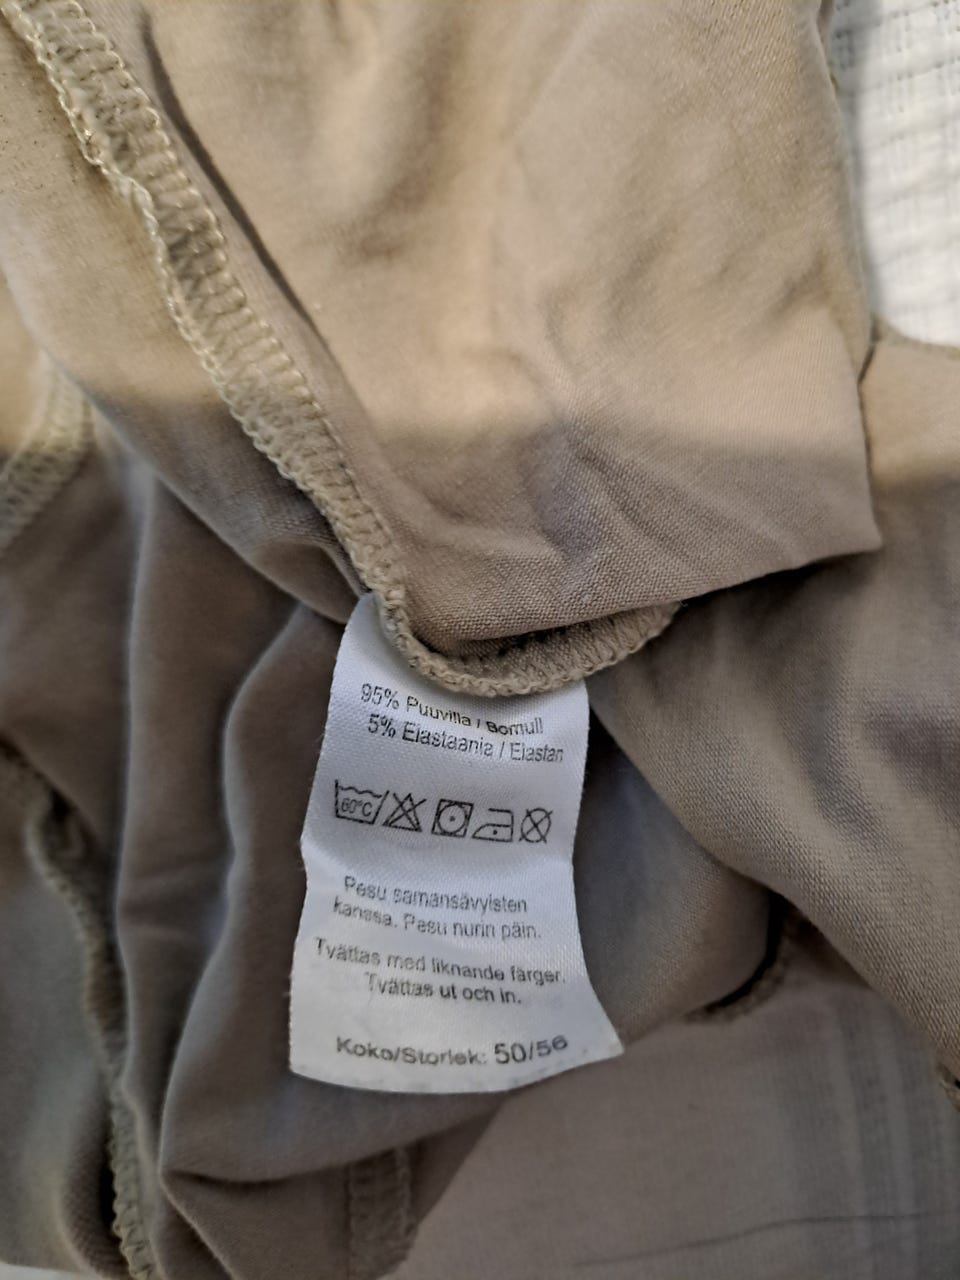 95% Puuvilla / Bomull
5% Elastaania / Elastan
60°C
Pesu samansävyisten
kanssa. Pesu nurin päin.
Tvättas med liknande färger.
Tvättas ut och in.
Koko/Storlek: 50/56